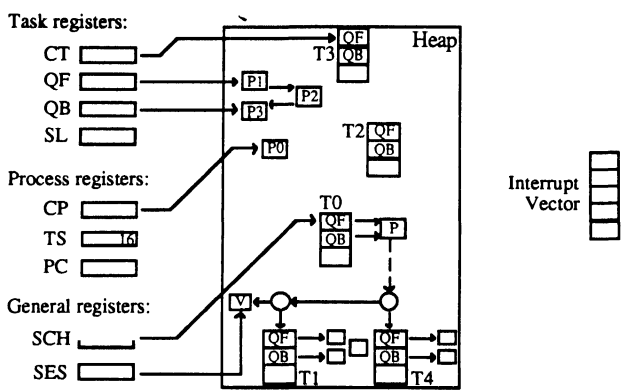 Task registers:
CT
QF
QB
SL
Process registers:
CP
TS 16
PC
General registers:
SCH
SES
Heap
T3
QF
QB
P1
P2
P3
T2
QF
QB
P0
T0
QF
QB
P
V
QF
QB
T1
QF
QB
T4
Interrupt
Vector